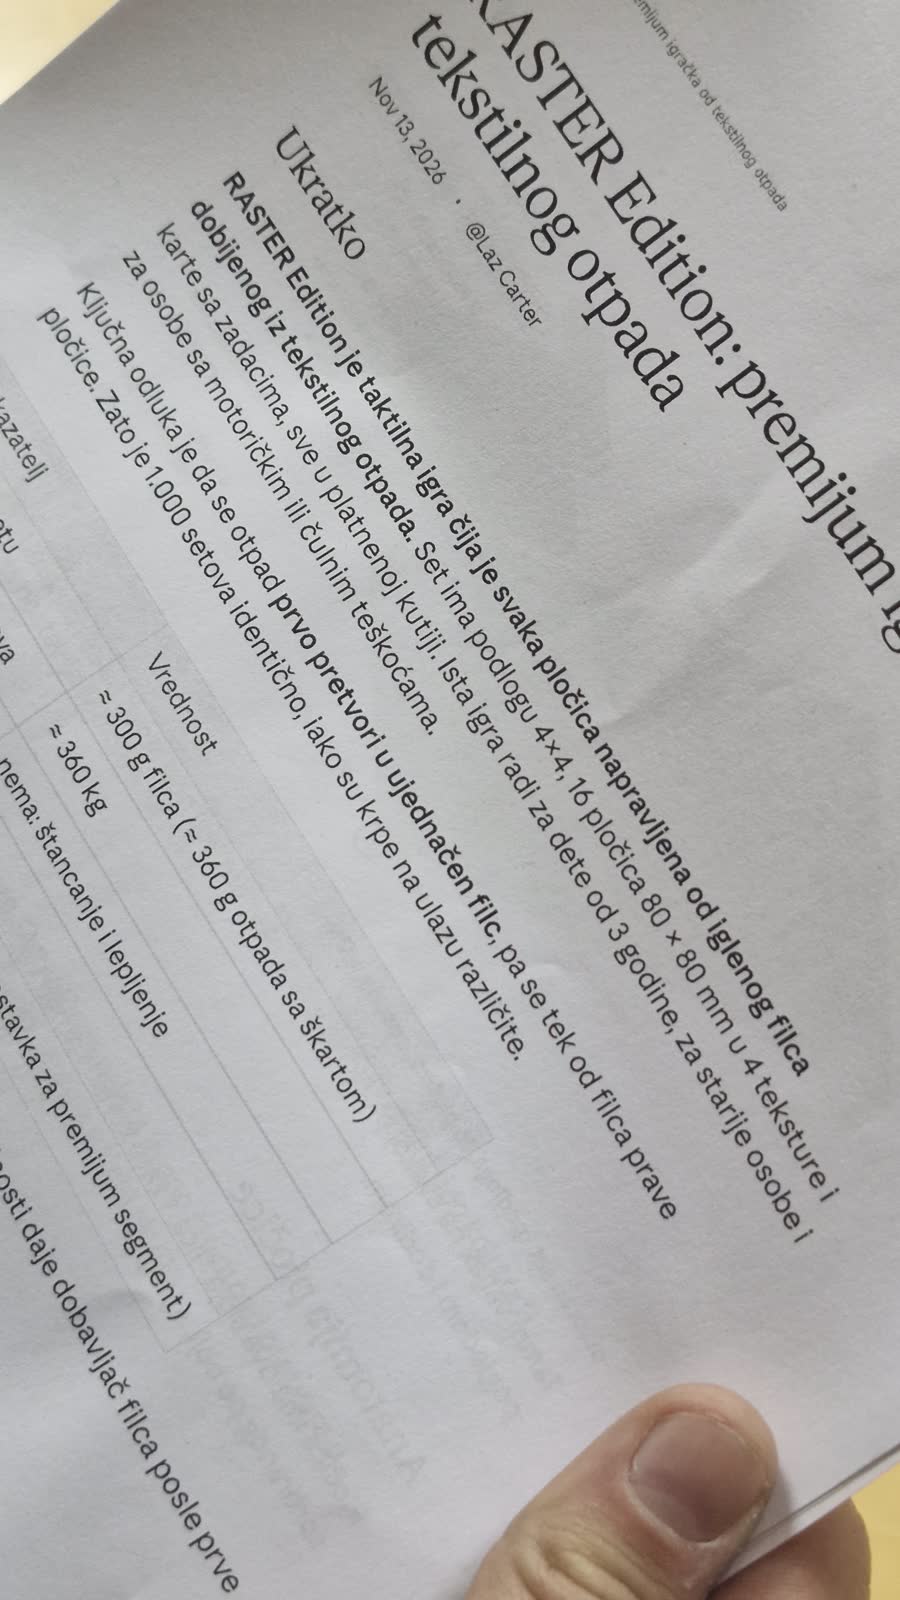 igračka od tekstilnog otpada
RASTER Edition: premijum
tekstilnog otpada
Nov 13, 2026 · @Laz Carter
Ukratko
RASTER Edition je taktilna igra čija je svaka pločica napravljena od iglenog filca
dobijenog iz tekstilnog otpada. Set ima podlogu 4×4, 16 pločica 80 × 80 mm u 4 teksture i
karte sa zadacima, sve u platnenoj kutiji. Ista igra radi za dete od 3 godine, za starije osobe i
za osobe sa motoričkim ili čulnim teškoćama.
Ključna odluka je da se otpad prvo pretvori u ujednačen filc, pa se tek od filca prave
pločice. Zato je 1.000 setova identično, iako su krpe na ulazu različite.
Vrednost
≈ 300 g filca (≈ 360 g otpada sa škartom)
≈ 360 kg
nema: štancanje i lepljenje
za premijum segment)
daje dobavljač filca posle prve